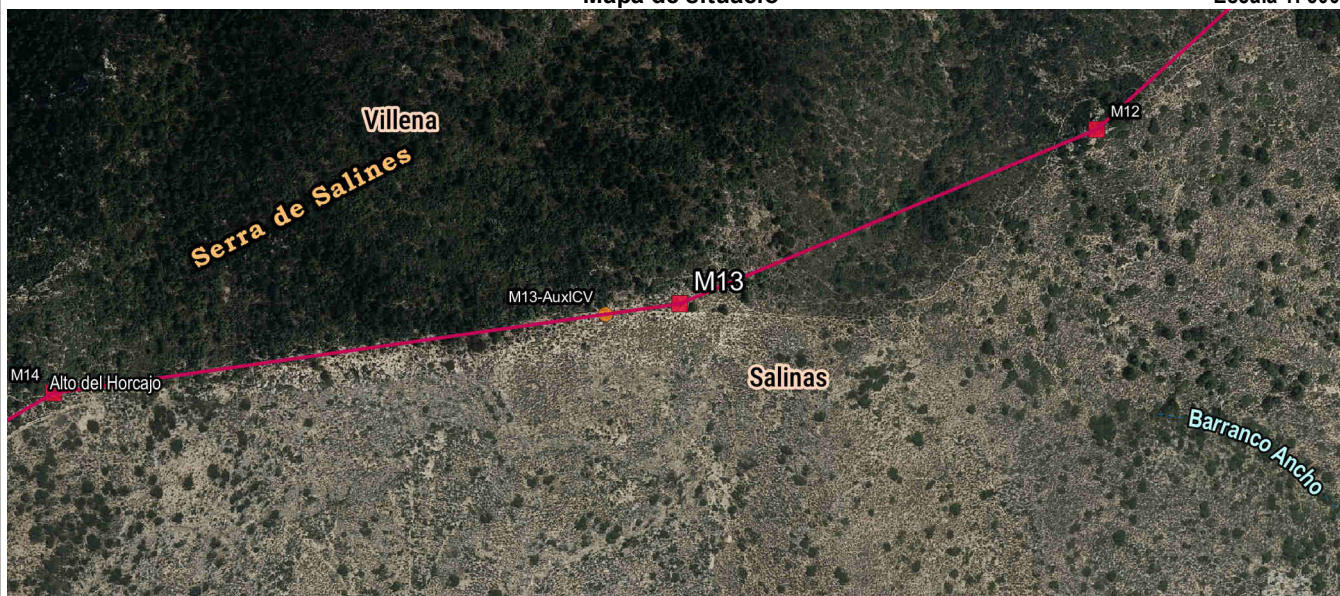 M12
Villena
Serra de Salines
M13
M13-AuxICV
M14
Alto del Horcajo
Salinas
Barranco Ancho